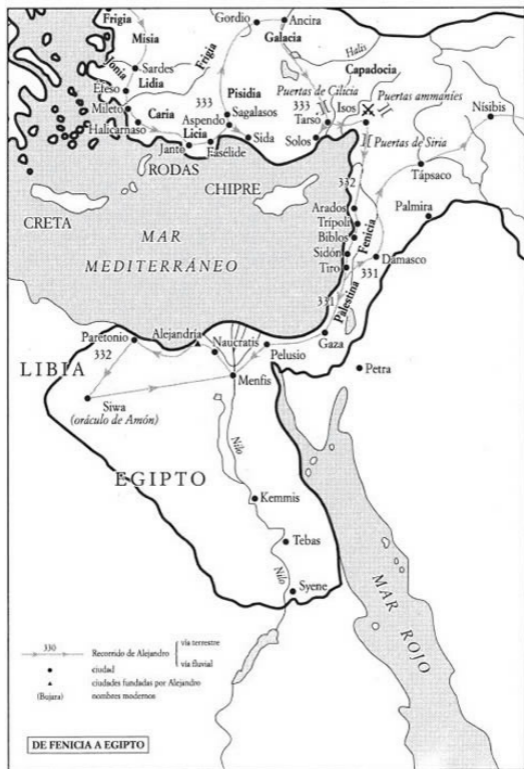 Frigia
Misia
Gordio
Ancira
Galacia
Halis
Jonia
Sardes
Lidia
Frigia
Capadocia
Efeso
Mileto
333
Pisidia
Sagalasos
Puertas de Cilicia
333
Isos
Puertas ammaníes
Nísibis
Halicarnaso
Caria
Aspendo
Licia
Tarso
Janto
Fasélide
Sida
Solos
Puertas de Siria
RODAS
CHIPRE
332
Tápsaco
CRETA
Arados
Palmira
MAR
MEDITERRÁNEO
Trípoli
Biblos
Fenicia
Sidón
Tiro
Damasco
331
331
Palestina
Paretonio
332
Alejandría
Naucratis
Pelusio
Gaza
LIBIA
Menfis
Petra
Siwa
(oráculo de Amón)
Nilo
EGIPTO
Kemmis
Tebas
Nilo
Syene
MAR ROJO
330
Recorrido de Alejandro
vía terrestre
vía fluvial
ciudad
ciudades fundadas por Alejandro
(Bujara)
nombres modernos
DE FENICIA A EGIPTO